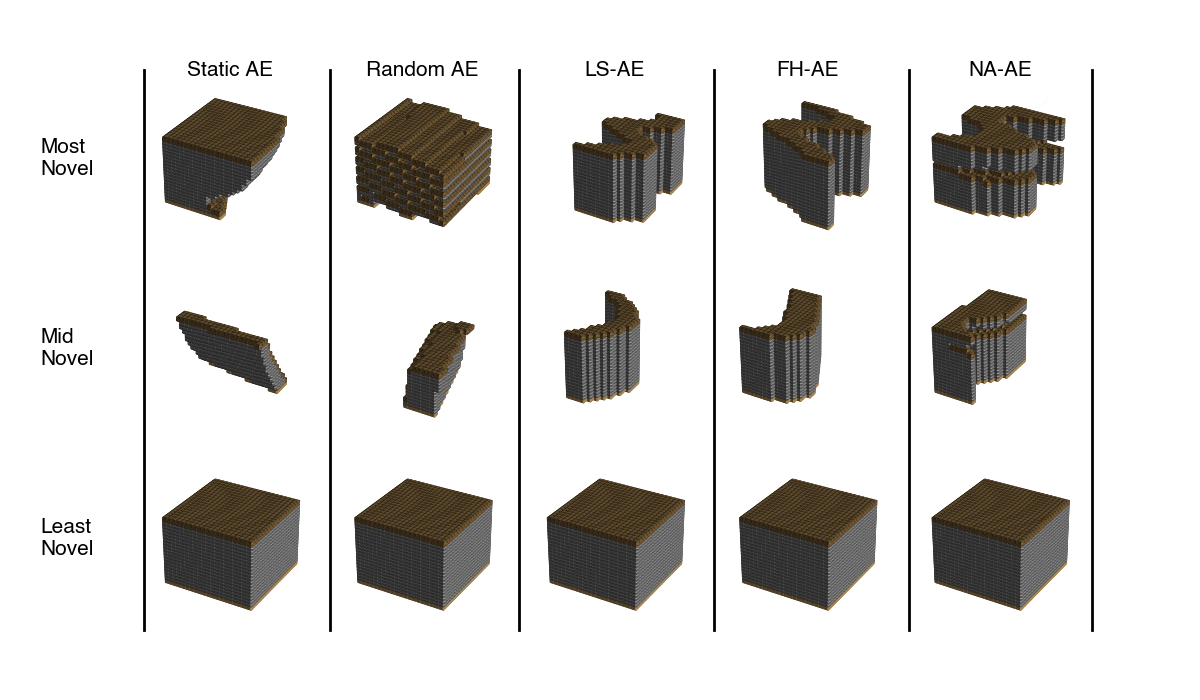 Static AE
Random AE
LS-AE
FH-AE
NA-AE
Most
Novel
Mid
Novel
Least
Novel